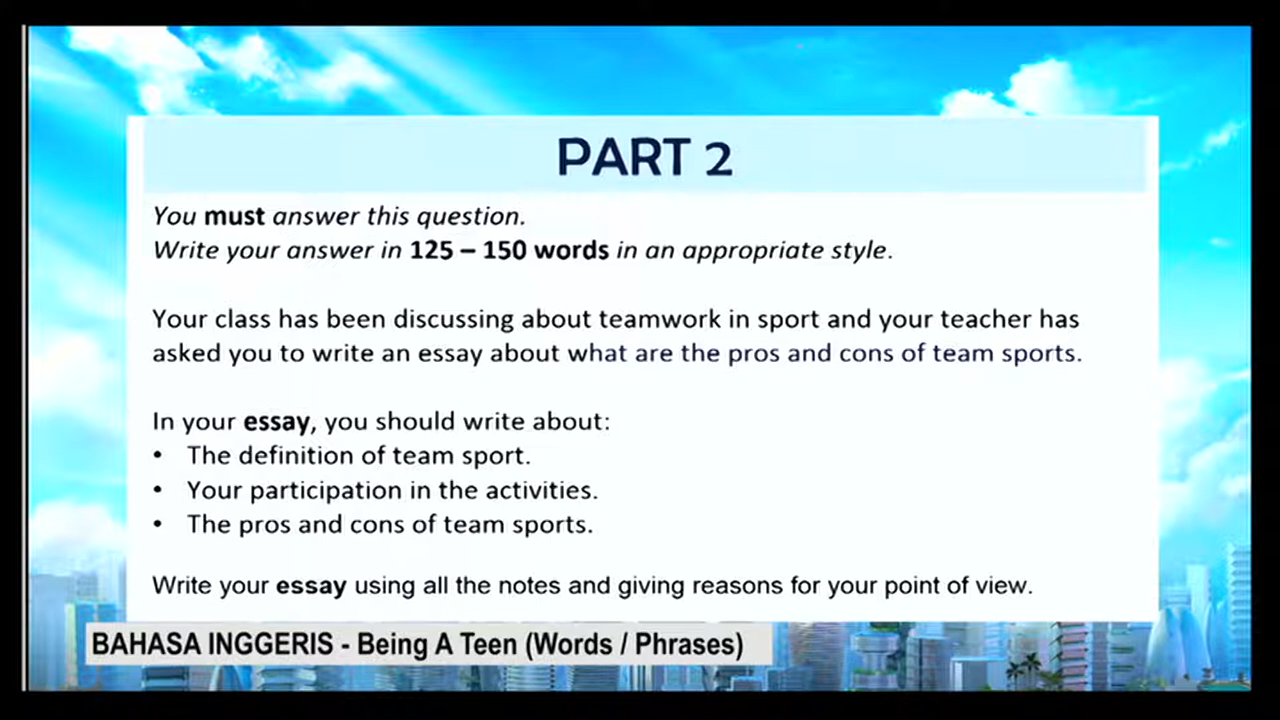 PART 2
You must answer this question.
Write your answer in 125 – 150 words in an appropriate style.
Your class has been discussing about teamwork in sport and your teacher has
asked you to write an essay about what are the pros and cons of team sports.
In your essay, you should write about:
• The definition of team sport.
• Your participation in the activities.
• The pros and cons of team sports.
Write your essay using all the notes and giving reasons for your point of view.
BAHASA INGGERIS - Being A Teen (Words / Phrases)